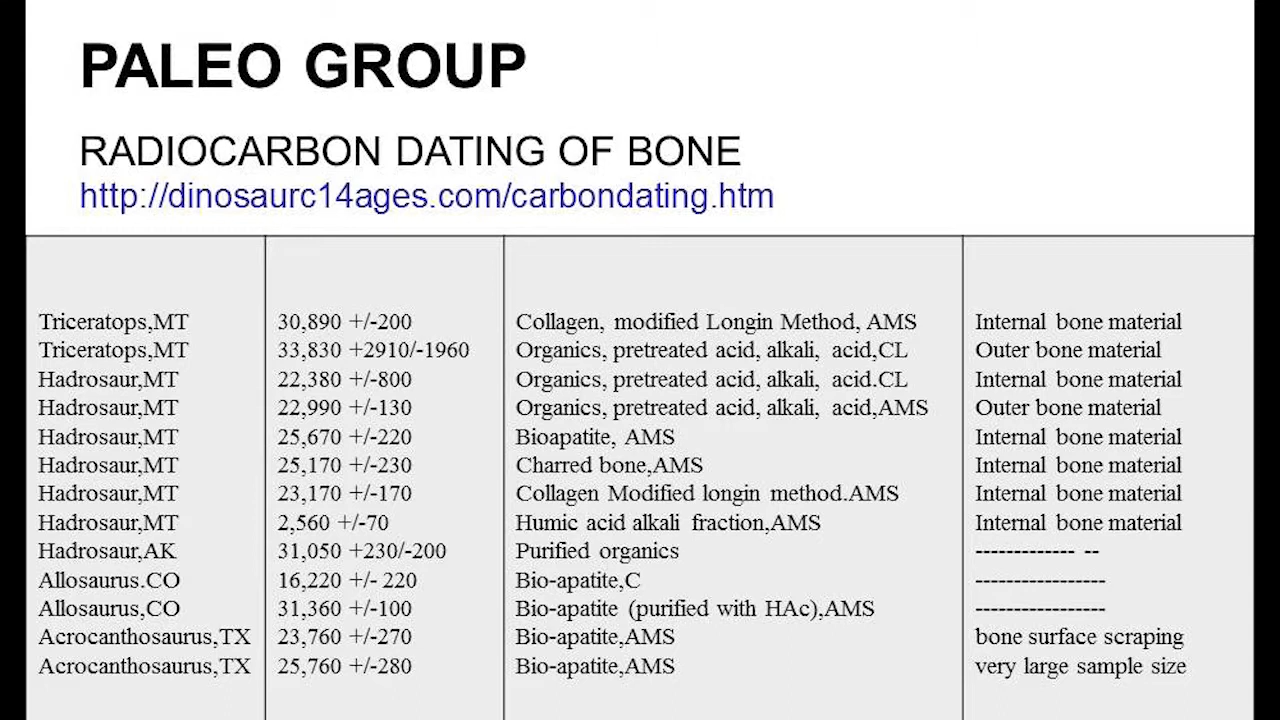 PALEO GROUP
RADIOCARBON DATING OF BONE
http://dinosaurc14ages.com/carbondating.htm
Triceratops,MT 30,890 +/-200 Collagen, modified Longin Method, AMS Internal bone material
Triceratops,MT 33,830 +2910/-1960 Organics, pretreated acid, alkali, acid,CL Outer bone material
Hadrosaur,MT 22,380 +/-800 Organics, pretreated acid, alkali, acid.CL Internal bone material
Hadrosaur,MT 22,990 +/-130 Organics, pretreated acid, alkali, acid,AMS Outer bone material
Hadrosaur,MT 25,670 +/-220 Bioapatite, AMS Internal bone material
Hadrosaur,MT 25,170 +/-230 Charred bone,AMS Internal bone material
Hadrosaur,MT 23,170 +/-170 Collagen Modified longin method.AMS Internal bone material
Hadrosaur,MT 2,560 +/-70 Humic acid alkali fraction,AMS Internal bone material
Hadrosaur,AK 31,050 +230/-200 Purified organics ------------- --
Allosaurus.CO 16,220 +/- 220 Bio-apatite,C -----------------
Allosaurus,CO 31,360 +/-100 Bio-apatite (purified with HAc),AMS -----------------
Acrocanthosaurus,TX 23,760 +/-270 Bio-apatite,AMS bone surface scraping
Acrocanthosaurus,TX 25,760 +/-280 Bio-apatite,AMS very large sample size